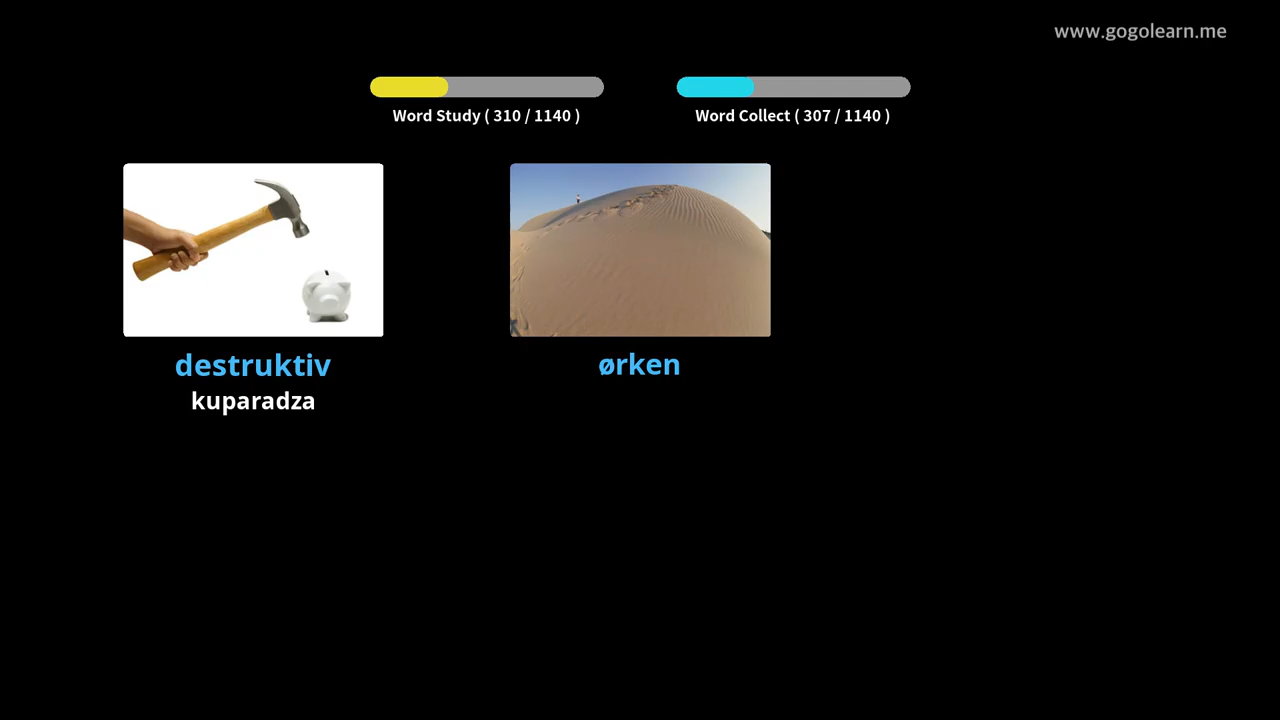 www.gogolearn.me
Word Study ( 310 / 1140 )
Word Collect ( 307 / 1140 )
destruktiv
kuparadza
ørken